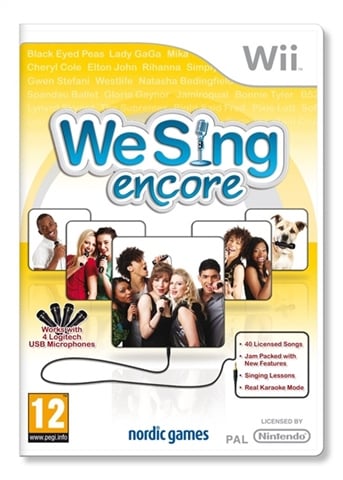 Black Eyed Peas Lady GaGa Mika
Wii
Cheryl Cole Elton John Rihanna Simply
Gwen Stefani Westlife Natasha Bedingfield
Spandau Ballet Gloria Gaynor Jamiroquai Bonnie Tyler
We Sing
encore
Works with
4 Logitech
USB Microphones
• 40 Licensed Songs
• Jam Packed with
New Features
• Singing Lessons
• Real Karaoke Mode
12
www.pegi.info
nordic games
PAL
LICENSED BY
Nintendo